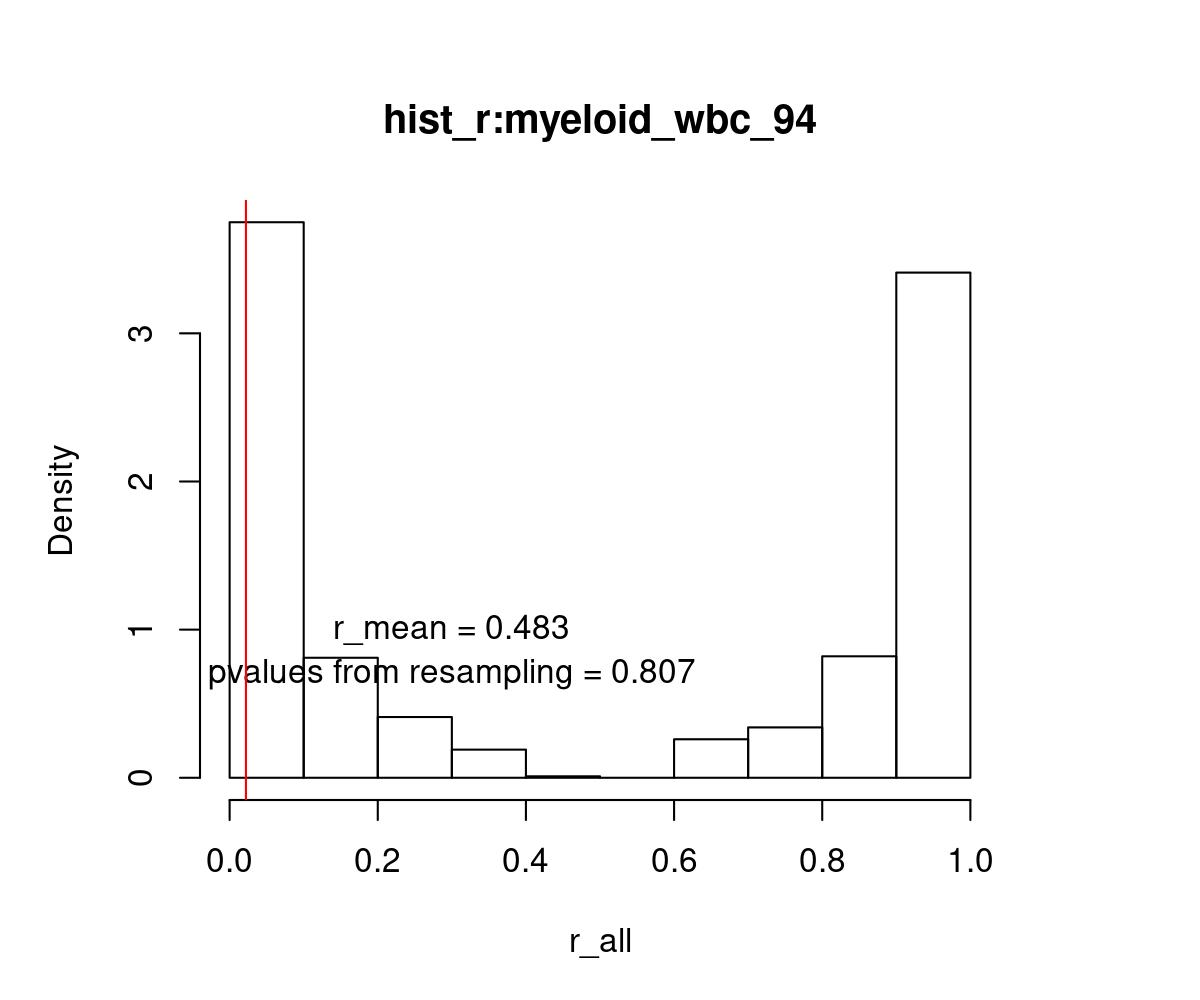 hist_r:myeloid_wbc_94
3
2
1
0
Density
r_mean = 0.483
pvalues from resampling = 0.807
0.0 0.2 0.4 0.6 0.8 1.0
r_all